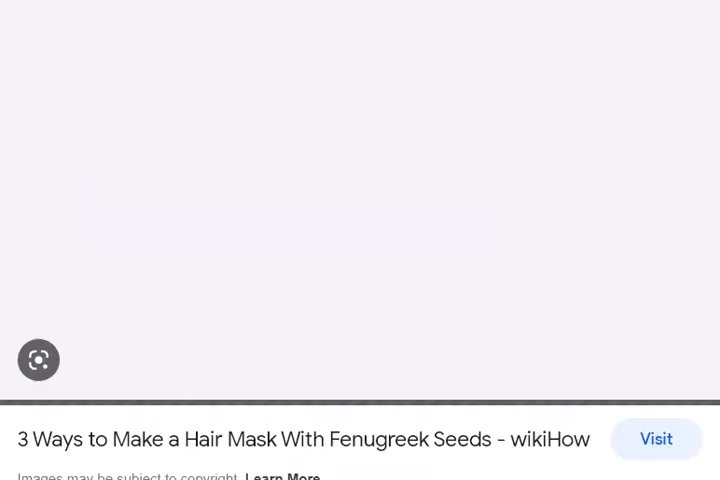 3 Ways to Make a Hair Mask With Fenugreek Seeds - wikiHow
Visit
Images may be subject to copyright. Learn More